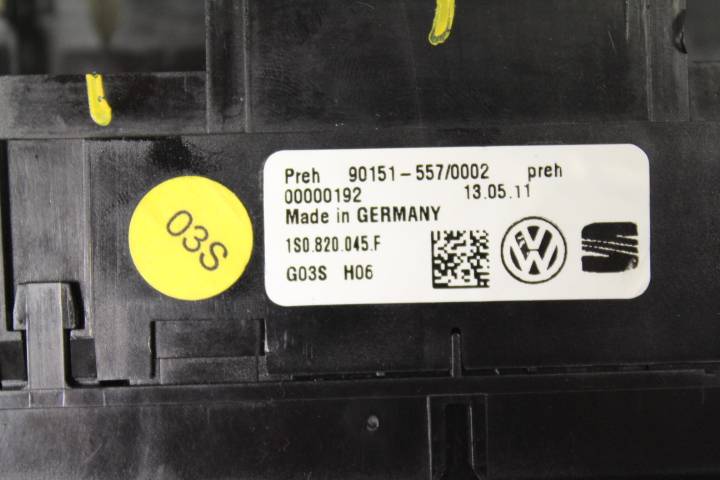 Preh 90151-557/0002 preh
00000192 13.05.11
Made in GERMANY
1S0.820.045.F
G03S H06
03S